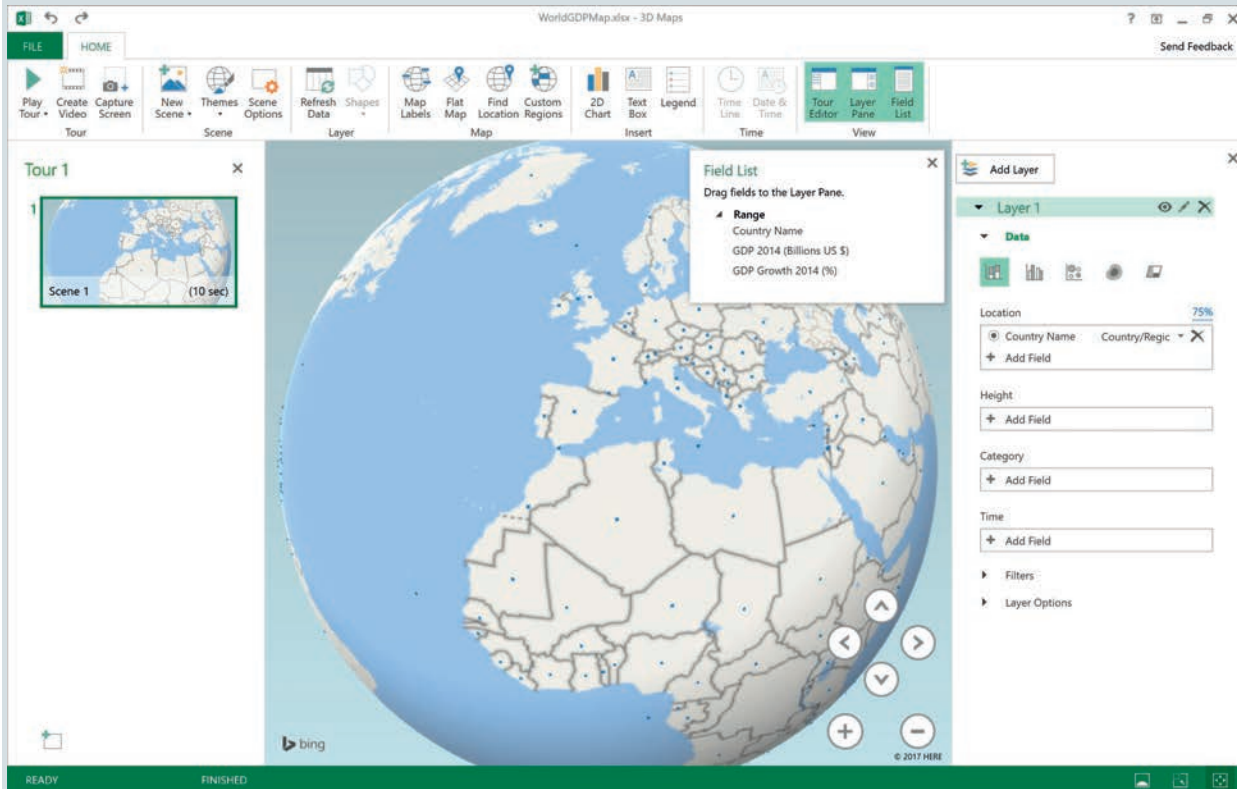 WorldGDPMap.xlsx - 3D Maps
?
FILE
HOME
Send Feedback
Play Tour
Create Video
Capture Screen
New Scene
Themes
Scene Options
Refresh Data
Shapes
Map Labels
Flat Map
Find Location
Custom Regions
2D Chart
Text Box
Legend
Time Line
Date & Time
Tour Editor
Layer Pane
Field List
Tour
Scene
Layer
Map
Insert
Time
View
Tour 1
1
Scene 1
(10 sec)
Field List
Drag fields to the Layer Pane.
Range
Country Name
GDP 2014 (Billions US $)
GDP Growth 2014 (%)
bing
© 2017 HERE
Add Layer
Layer 1
Data
Location
75%
Country Name
Country/Regic
+ Add Field
Height
+ Add Field
Category
+ Add Field
Time
+ Add Field
Filters
Layer Options
READY
FINISHED